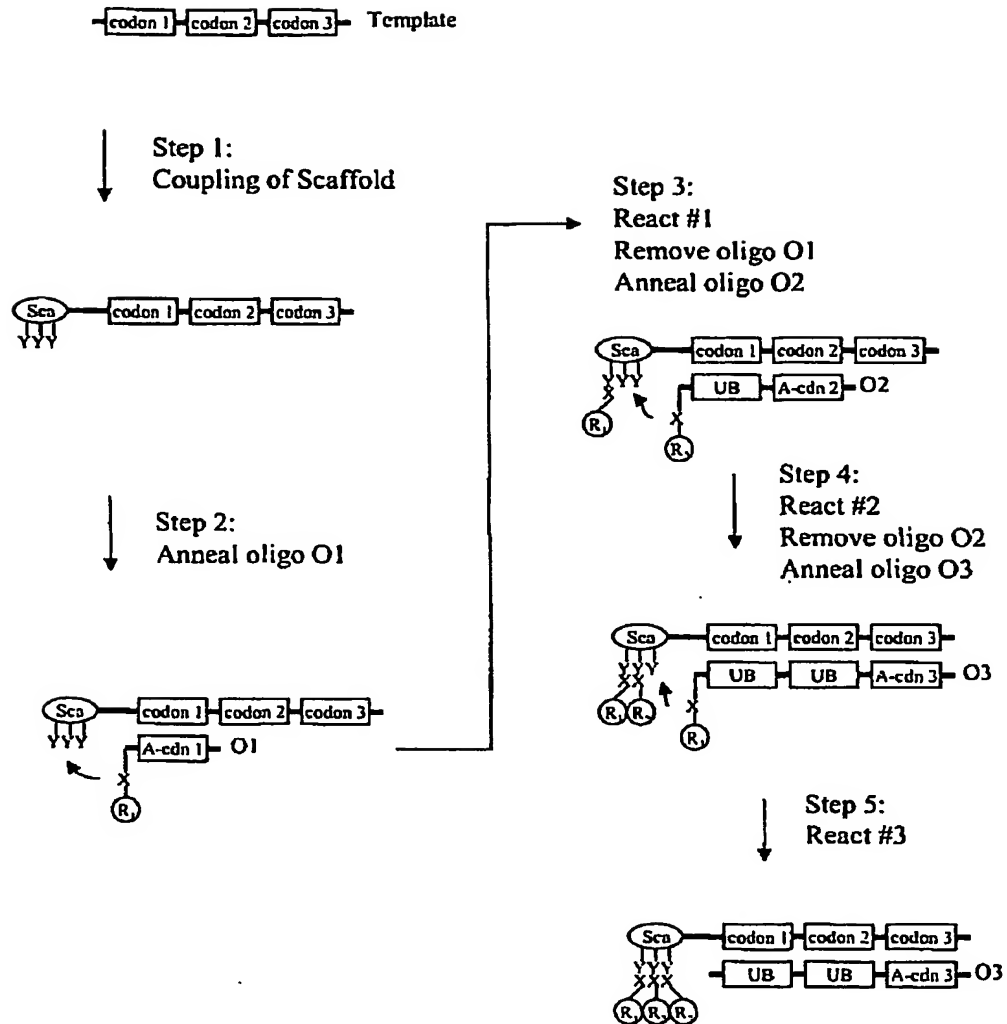 codon 1 codon 2 codon 3 Template
Step 1:
Coupling of Scaffold
Sca codon 1 codon 2 codon 3
Y Y Y
Step 2:
Anneal oligo O1
Sca codon 1 codon 2 codon 3
Y Y Y A-cdn 1 O1
X
R₁
Step 3:
React #1
Remove oligo O1
Anneal oligo O2
Sca codon 1 codon 2 codon 3
Y Y Y UB A-cdn 2 O2
X X
R₁
Step 4:
React #2
Remove oligo O2
Anneal oligo O3
Sca codon 1 codon 2 codon 3
Y Y Y UB UB A-cdn 3 O3
X X X
R₁
Step 5:
React #3
Sca codon 1 codon 2 codon 3
Y Y Y UB UB A-cdn 3 O3
X X X
R₁